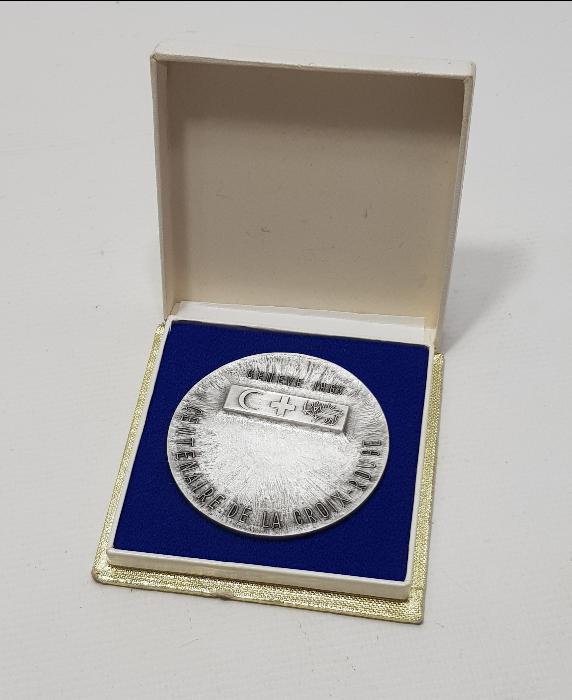 GENEVE 1963
CENTENAIRE DE LA CROIX-ROUGE